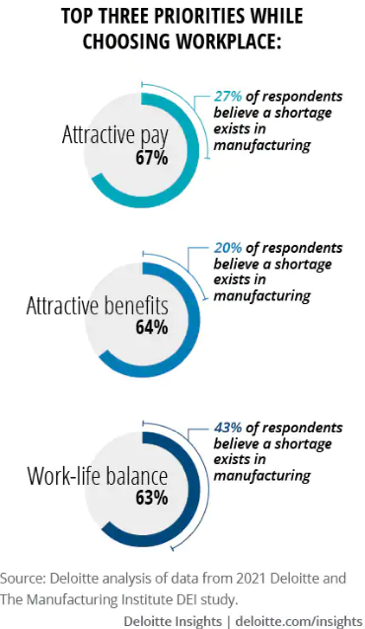 TOP THREE PRIORITIES WHILE
CHOOSING WORKPLACE:
Attractive pay
67%
27% of respondents
believe a shortage
exists in
manufacturing
Attractive benefits
64%
20% of respondents
believe a shortage
exists in
manufacturing
Work-life balance
63%
43% of respondents
believe a shortage
exists in
manufacturing
Source: Deloitte analysis of data from 2021 Deloitte and
The Manufacturing Institute DEI study.
Deloitte Insights | deloitte.com/insights